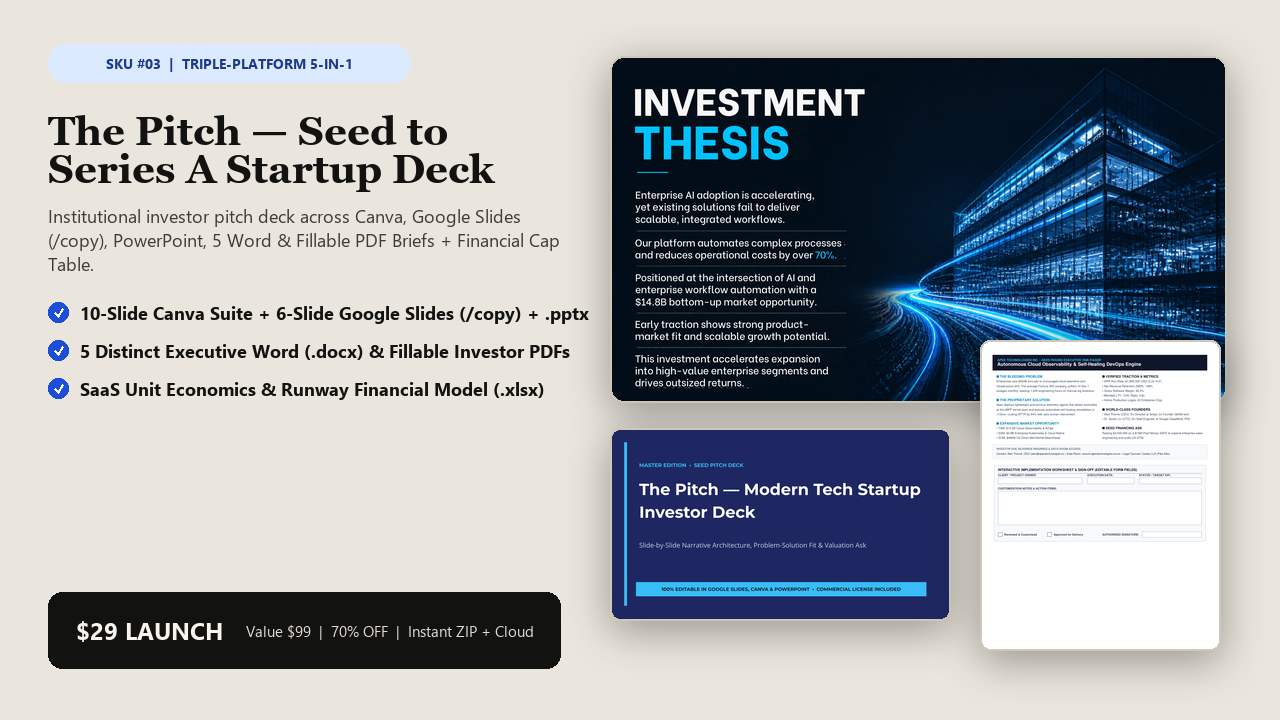 SKU #03 | TRIPLE-PLATFORM 5-IN-1
The Pitch — Seed to
Series A Startup Deck
Institutional investor pitch deck across Canva, Google Slides
(/copy), PowerPoint, 5 Word & Fillable PDF Briefs + Financial Cap
Table.
10-Slide Canva Suite + 6-Slide Google Slides (/copy) + .pptx
5 Distinct Executive Word (.docx) & Fillable Investor PDFs
SaaS Unit Economics & Runway Financial Model (.xlsx)
$29 LAUNCH
Value $99 | 70% OFF | Instant ZIP + Cloud
INVESTMENT
THESIS
Enterprise AI adoption is accelerating,
yet existing solutions fail to deliver
scalable, integrated workflows.
Our platform automates complex processes
and reduces operational costs by over 70%.
Positioned at the intersection of AI and
enterprise workflow automation with a
$14.8B bottom-up market opportunity.
Early traction shows strong product-
market fit and scalable growth potential.
This investment accelerates expansion
into high-value enterprise segments and
drives outsized returns.
MASTER EDITION • SEED PITCH DECK
The Pitch — Modern Tech Startup
Investor Deck
Slide-by-Slide Narrative Architecture, Problem-Solution Fit & Valuation Ask
100% EDITABLE IN GOOGLE SLIDES, CANVA & POWERPOINT • COMMERCIAL LICENSE INCLUDED
APEX TECHNOLOGIES INC. - SEED ROUND EXECUTIVE ONE-PAGER
Autonomous Cloud Observability & Self-Healing DevOps Engine
■ THE BLEEDING PROBLEM
■ THE PROPRIETARY SOLUTION
■ EXPANSIVE MARKET OPPORTUNITY
■ VERIFIED TRACTION & METRICS
■ WORLD-CLASS FOUNDERS
■ SEED FINANCING ASK
INTERACTIVE IMPLEMENTATION WORKSHEET & SIGN-OFF (EDITABLE FORM FIELDS)
CLIENT / PROJECT OWNER:
EXECUTION DATE:
STATUS / TARGET KPI:
CUSTOMIZATION NOTES & ACTION ITEMS:
Reviewed & Customized
Approved for Delivery
AUTHORIZED SIGNATURE: